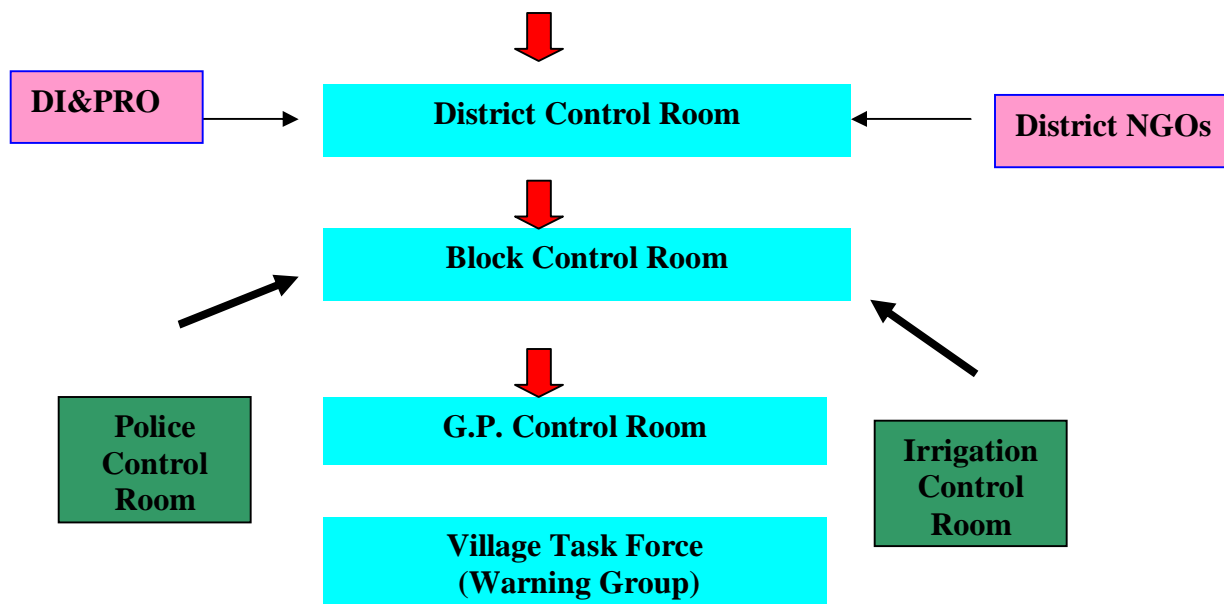 DI&PRO
District Control Room
District NGOs
Block Control Room
Police
Control
Room
G.P. Control Room
Irrigation
Control
Room
Village Task Force
(Warning Group)